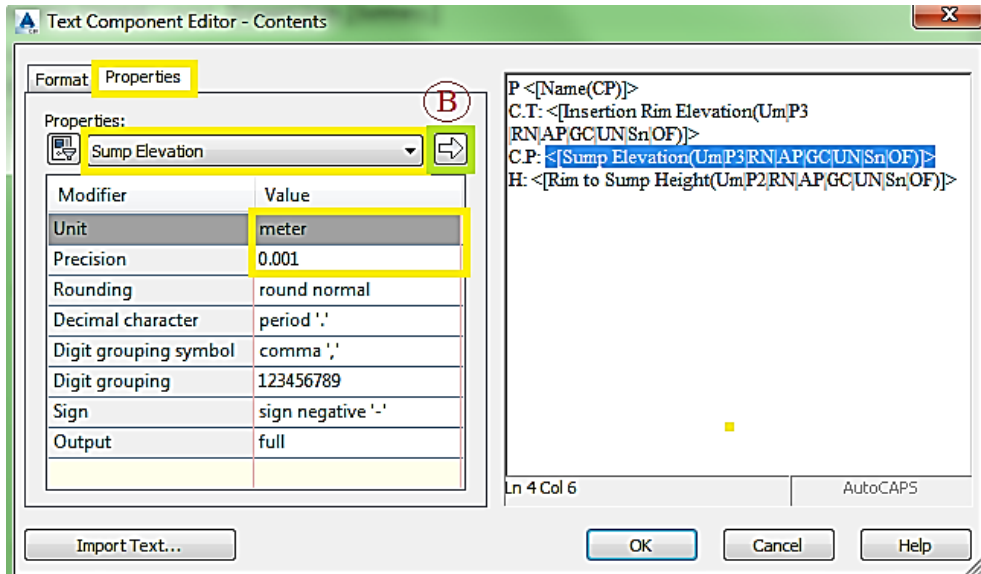 Text Component Editor - Contents
x
Format Properties
B
Properties:
Sump Elevation
Modifier Value
Unit meter
Precision 0.001
Rounding round normal
Decimal character period '.'
Digit grouping symbol comma ','
Digit grouping 123456789
Sign sign negative '-'
Output full
P <[Name(CP)]>
C.T: <[Insertion Rim Elevation(Um|P3
|RN|AP|GC|UN|Sn|OF)]>
C.P: <[Sump Elevation(Um|P3|RN|AP|GC|UN|Sn|OF)]>
H: <[Rim to Sump Height(Um|P2|RN|AP|GC|UN|Sn|OF)]>
Ln 4 Col 6 AutoCAPS
Import Text... OK Cancel Help